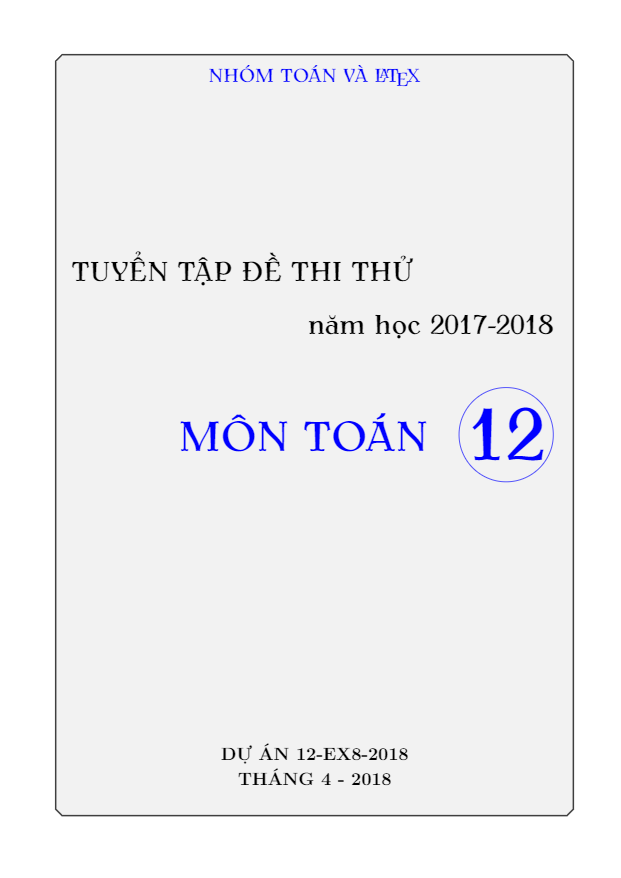 NHÓM TOÁN VÀ LATEX
TUYỂN TẬP ĐỀ THI THỬ
năm học 2017-2018
MÔN TOÁN 12
DỰ ÁN 12-EX8-2018
THÁNG 4 - 2018